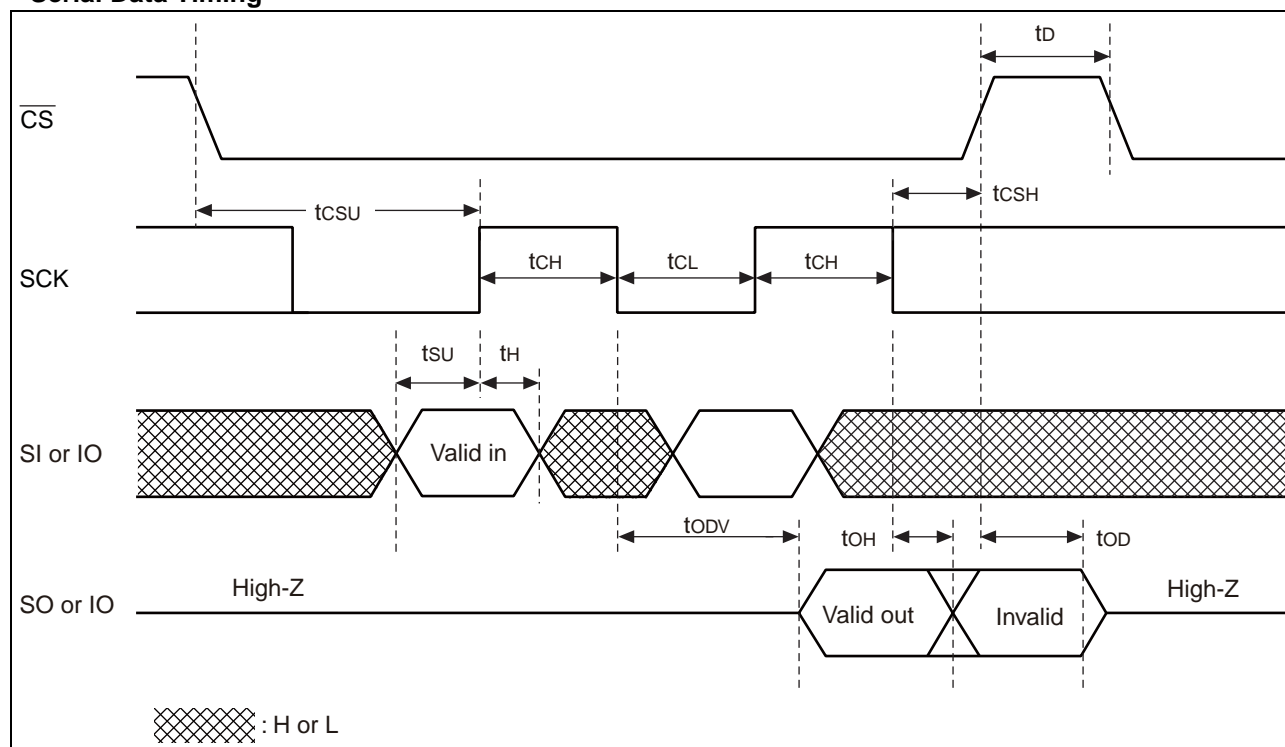 Serial Data Timing
tD
CS
tCSU
tCSH
SCK
tCH
tCL
tCH
tSU
tH
SI or IO
Valid in
tODV
tOH
tOD
SO or IO
High-Z
Valid out
Invalid
High-Z
: H or L